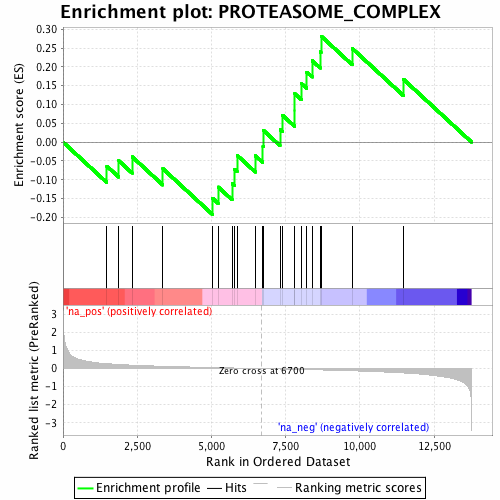 Enrichment plot: PROTEASOME_COMPLEX
Enrichment score (ES)
0.30
0.25
0.20
0.15
0.10
0.05
0.00
-0.05
-0.10
-0.15
-0.20
'na_pos' (positively correlated)
Ranked list metric (PreRanked)
3
2
1
0
-1
-2
-3
Zero cross at 6700
'na_neg' (negatively correlated)
0 2,500 5,000 7,500 10,000 12,500
Rank in Ordered Dataset
Enrichment profile Hits Ranking metric scores